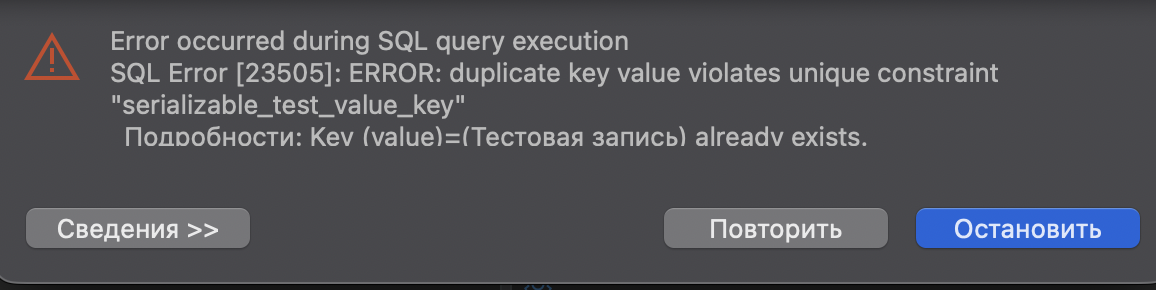 Error occurred during SQL query execution
SQL Error [23505]: ERROR: duplicate key value violates unique constraint
"serializable_test_value_key"
Подробности: Key (value)=(Тестовая запись) already exists.
Сведения >>
Повторить
Остановить